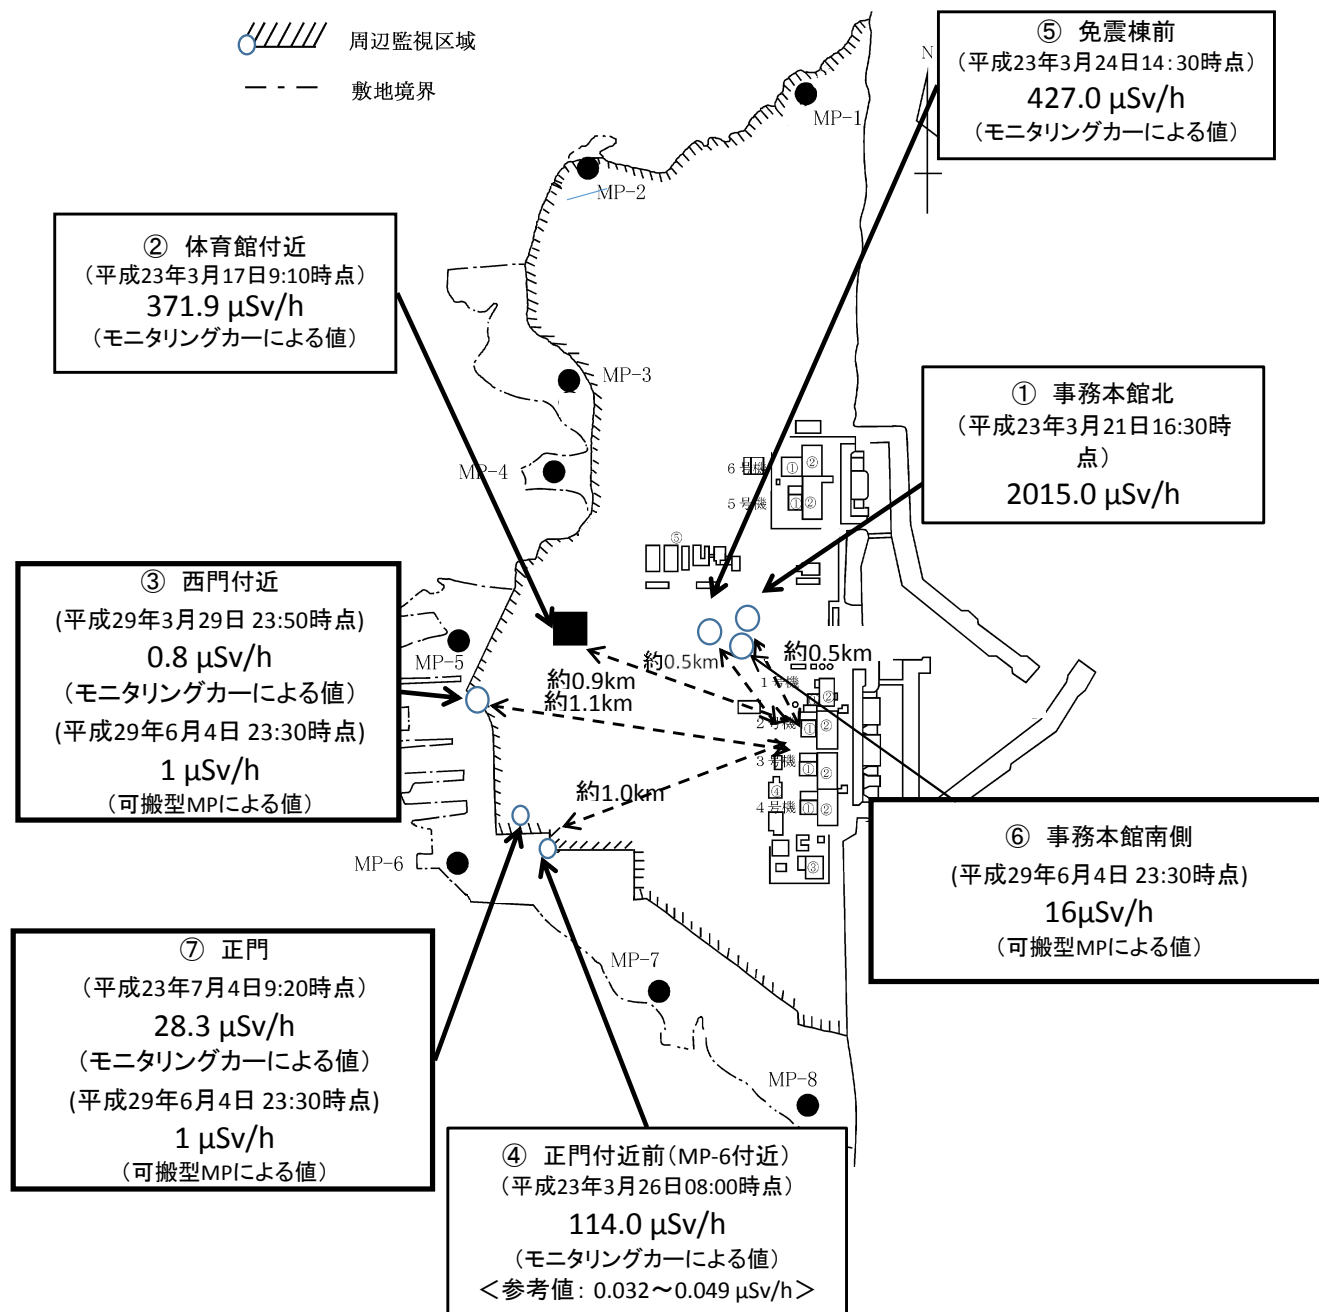 周辺監視区域
敷地境界
⑤ 免震棟前
（平成23年3月24日14：30時点）
427.0 μSv/h
（モニタリングカーによる値）
N
MP-1
MP-2
② 体育館付近
（平成23年3月17日9:10時点）
371.9 μSv/h
（モニタリングカーによる値）
MP-3
① 事務本館北
（平成23年3月21日16:30時
点）
2015.0 μSv/h
MP-4
6号機
① ②
5号機
① ②
⑤
③ 西門付近
(平成29年3月29日 23:50時点)
0.8 μSv/h
（モニタリングカーによる値）
(平成29年6月4日 23:30時点)
1 μSv/h
（可搬型MPによる値）
MP-5
約0.5km
約0.5km
約0.9km
約1.1km
1号機
②
2号機
① ②
3号機
① ②
約1.0km
④
4号機
① ②
③
MP-6
⑥ 事務本館南側
(平成29年6月4日 23:30時点)
16μSv/h
（可搬型MPによる値）
⑦ 正門
（平成23年7月4日9:20時点）
28.3 μSv/h
（モニタリングカーによる値）
(平成29年6月4日 23:30時点)
1 μSv/h
（可搬型MPによる値）
MP-7
MP-8
④ 正門付近前（MP-6付近）
（平成23年3月26日08:00時点）
114.0 μSv/h
（モニタリングカーによる値）
＜参考値：0.032～0.049 μSv/h＞